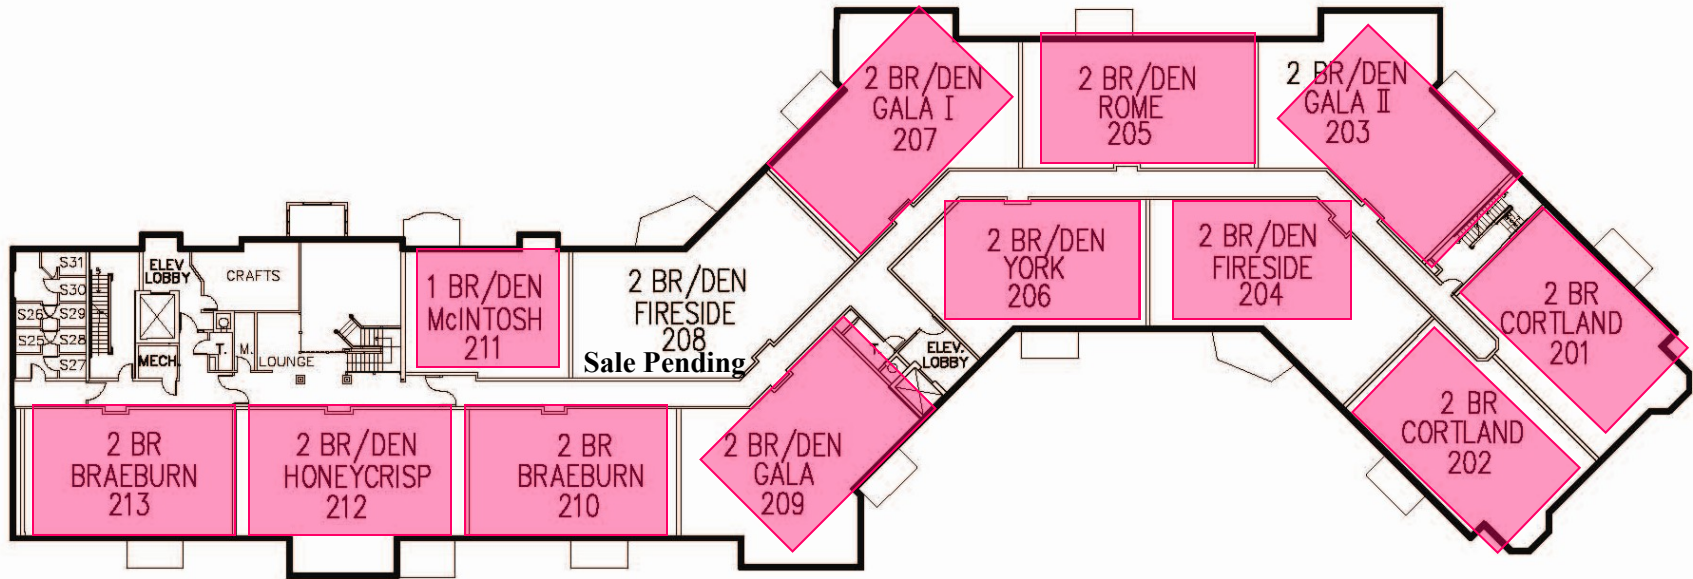 2 BR/DEN
GALA I
207
2 BR/DEN
ROME
205
2 BR/DEN
GALA II
203
2 BR/DEN
YORK
206
2 BR/DEN
FIRESIDE
204
2 BR
CORTLAND
201
2 BR
CORTLAND
202
S31
S30
S26
S29
S25
S28
S27
ELEV
LOBBY
MECH.
CRAFTS
T.
M.
LOUNGE
1 BR/DEN
McINTOSH
211
2 BR/DEN
FIRESIDE
208
Sale Pending
T.
ELEV.
LOBBY
2 BR
BRAEBURN
213
2 BR/DEN
HONEYCRISP
212
2 BR
BRAEBURN
210
2 BR/DEN
GALA
209